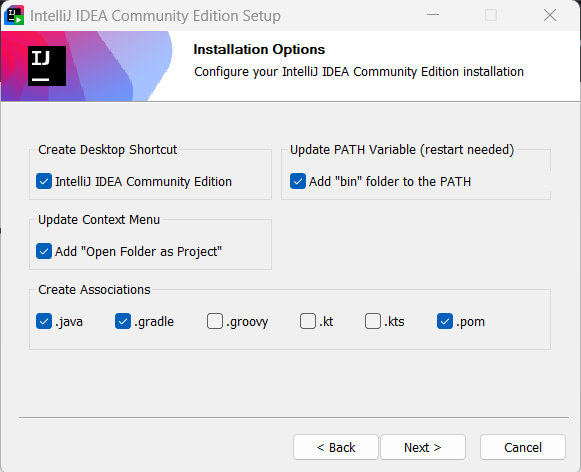 IntelliJ IDEA Community Edition Setup
IJ
Installation Options
Configure your IntelliJ IDEA Community Edition installation
Create Desktop Shortcut
IntelliJ IDEA Community Edition
Update PATH Variable (restart needed)
Add "bin" folder to the PATH
Update Context Menu
Add "Open Folder as Project"
Create Associations
.java .gradle .groovy .kt .kts .pom
< Back Next > Cancel